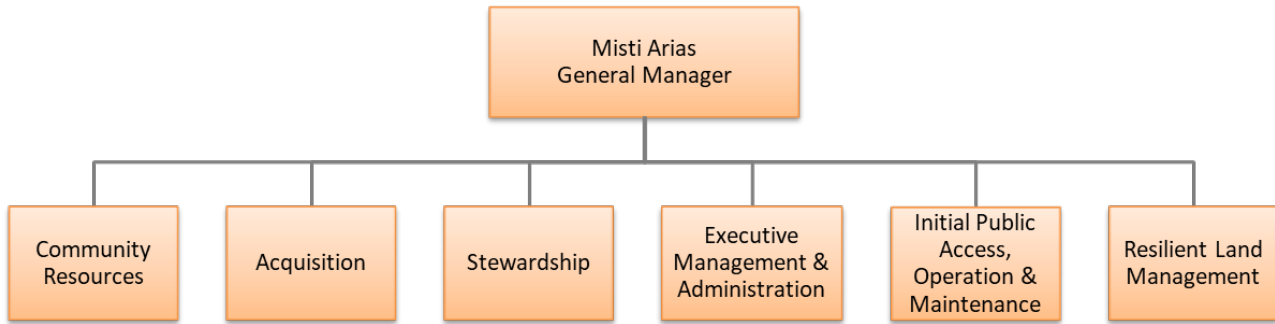 Misti Arias
General Manager
Community
Resources
Acquisition
Stewardship
Executive
Management &
Administration
Initial Public
Access,
Operation &
Maintenance
Resilient Land
Management